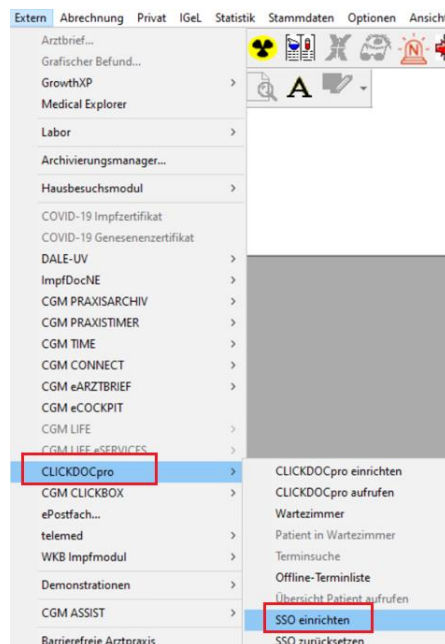 Extern Abrechnung Privat IGeL Statistik Stammdaten Optionen Ansicht
Arztbrief...
Grafischer Befund...
GrowthXP
Medical Explorer
Labor
Archivierungsmanager...
Hausbesuchsmodul
COVID-19 Impfzertifikat
COVID-19 Genesenenzertifikat
DALE-UV
ImpfDocNE
CGM PRAXISARCHIV
CGM PRAXISTIMER
CGM TIME
CGM CONNECT
CGM eARZTBRIEF
CGM eCOCKPIT
CGM LIFE
CGM LIFE eSERVICES
CLICKDOCpro
CGM CLICKBOX
ePostfach...
telemed
WKB Impfmodul
Demonstrationen
CGM ASSIST
Barrierefreie Arztpraxis
CLICKDOCpro einrichten
CLICKDOCpro aufrufen
Wartezimmer
Patient in Wartezimmer
Terminsuche
Offline-Terminliste
Übersicht Patient aufrufen
SSO einrichten
SSO zurücksetzen
N
A